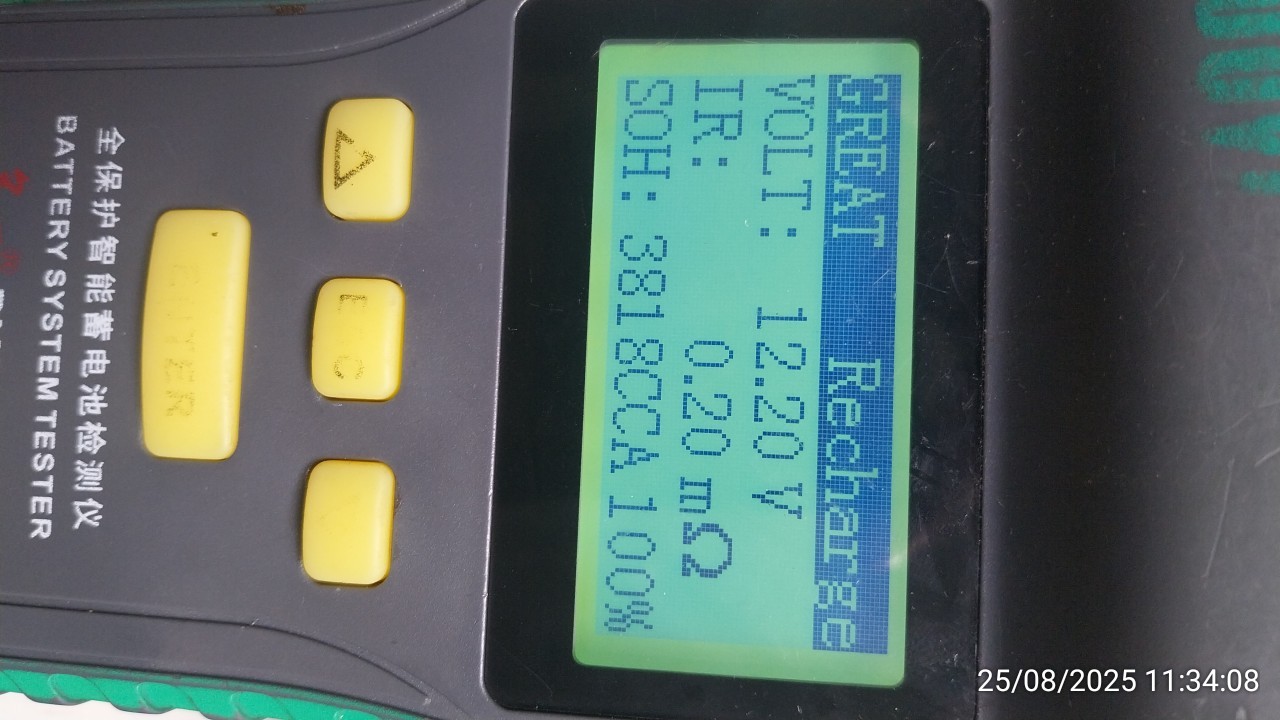 GREAT Recharge
VOLT: 12.20 V
IR: 0.20 mΩ
SOH: 3818CCA 100%
E C
ENTER
全保护智能蓄电池检测仪
BATTERY SYSTEM TESTER
25/08/2025 11:34:08